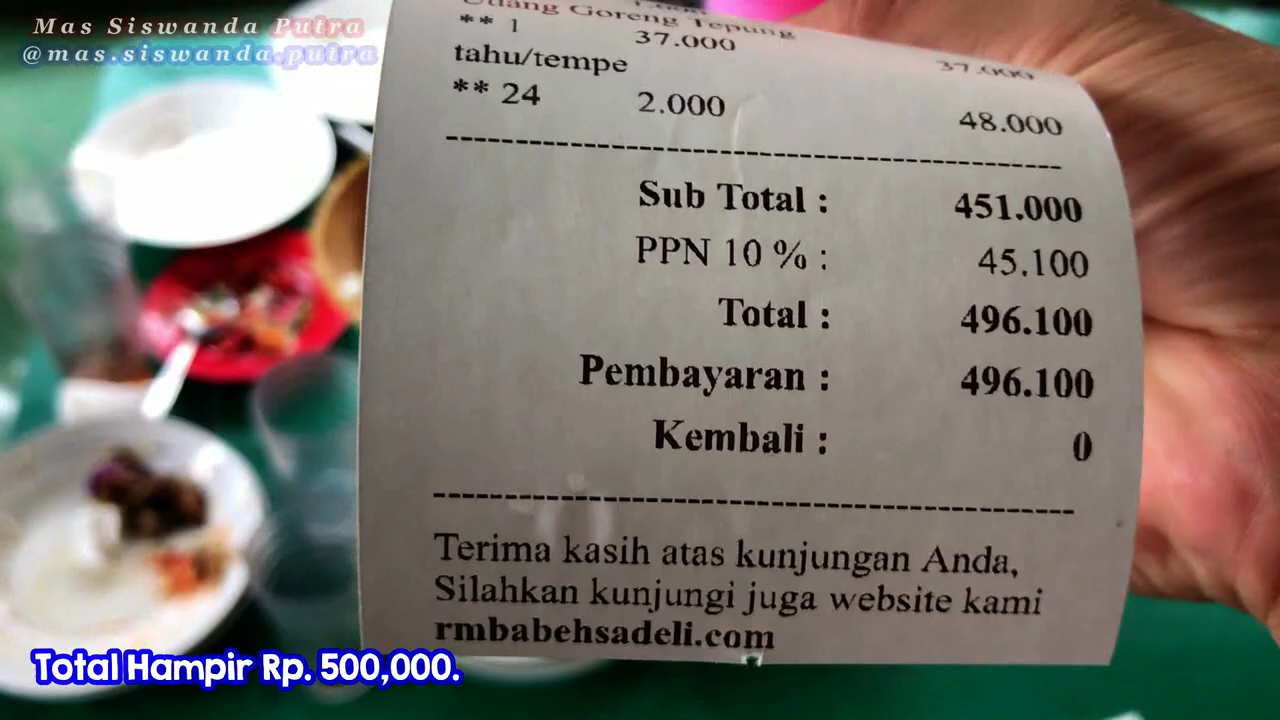 Mas Siswanda Putra
@mas.siswanda.putra
Udang Goreng Tepung
** 1 37.000 37.000
tahu/tempe
** 24 2.000 48.000
Sub Total : 451.000
PPN 10 % : 45.100
Total : 496.100
Pembayaran : 496.100
Kembali : 0
Terima kasih atas kunjungan Anda,
Silahkan kunjungi juga website kami
rmbabehsadeli.com
Total Hampir Rp. 500,000.